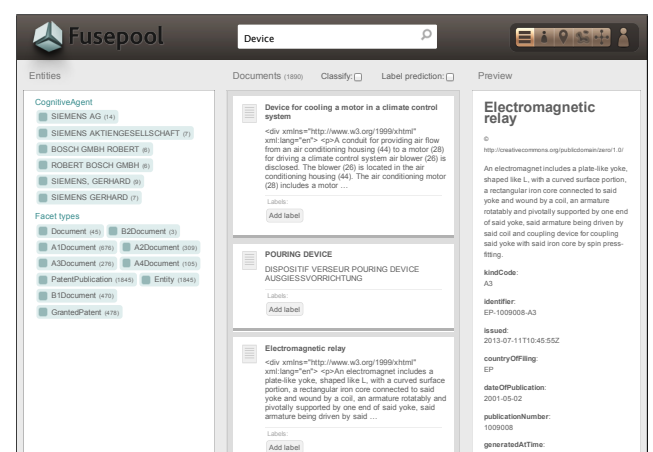 Fusepool
Device
Entities
Documents (1890) Classify: Label prediction:
Preview
CognitiveAgent
SIEMENS AG (14)
SIEMENS AKTIENGESELLSCHAFT (7)
BOSCH GMBH ROBERT (6)
ROBERT BOSCH GMBH (6)
SIEMENS, GERHARD (9)
SIEMENS GERHARD (7)
Facet types
Document (45) B2Document (3)
A1Document (676) A2Document (309)
A3Document (276) A4Document (105)
PatentPublication (1845) Entity (1845)
B1Document (470)
GrantedPatent (478)
Device for cooling a motor in a climate control
system
<div xmlns="http://www.w3.org/1999/xhtml"
xml:lang="en"> <p>A conduit for providing air flow
from an air conditioning housing (44) to a motor (28)
for driving a climate control system air blower (26) is
disclosed. The blower (26) is located in the air
conditioning housing (44). The air conditioning motor
(28) includes a motor ...
Labels:
Add label
POURING DEVICE
DISPOSITIF VERSEUR POURING DEVICE
AUSGIESSVORRICHTUNG
Labels:
Add label
Electromagnetic relay
<div xmlns="http://www.w3.org/1999/xhtml"
xml:lang="en"> <p>An electromagnet includes a
plate-like yoke, shaped like L, with a curved surface
portion, a rectangular iron core connected to said
yoke and wound by a coil, an armature rotatably and
pivotally supported by one end of said yoke, said
armature being driven by said ...
Labels:
Add label
Electromagnetic
relay
©
http://creativecommons.org/publicdomain/zero/1.0/
An electromagnet includes a plate-like yoke,
shaped like L, with a curved surface portion,
a rectangular iron core connected to said
yoke and wound by a coil, an armature
rotatably and pivotally supported by one end
of said yoke, said armature being driven by
said coil and coupling device for coupling
said yoke with said iron core by spin press-
fitting.
kindCode:
A3
identifier:
EP-1009008-A3
issued:
2013-07-11T10:45:55Z
countryOfFiling:
EP
dateOfPublication:
2001-05-02
publicationNumber:
1009008
generatedAtTime: